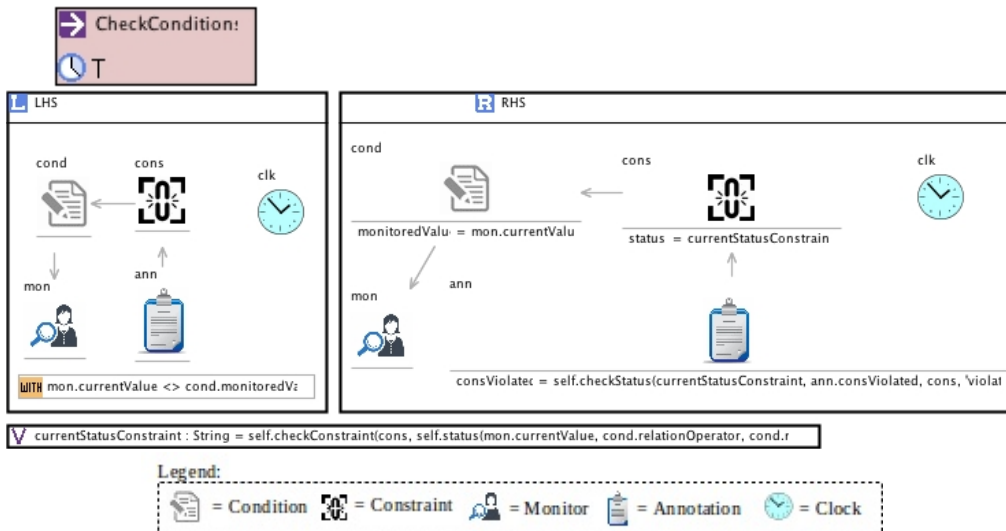 CheckCondition:
T
L LHS
R RHS
cond
cons
clk
mon
ann
WITH mon.currentValue <> cond.monitoredVa
cond
cons
clk
monitoredValu = mon.currentValu
status = currentStatusConstrain
mon
ann
consViolated = self.checkStatus(currentStatusConstraint, ann.consViolated, cons, 'violat
V currentStatusConstraint : String = self.checkConstraint(cons, self.status(mon.currentValue, cond.relationOperator, cond.r
Legend:
= Condition = Constraint = Monitor = Annotation = Clock